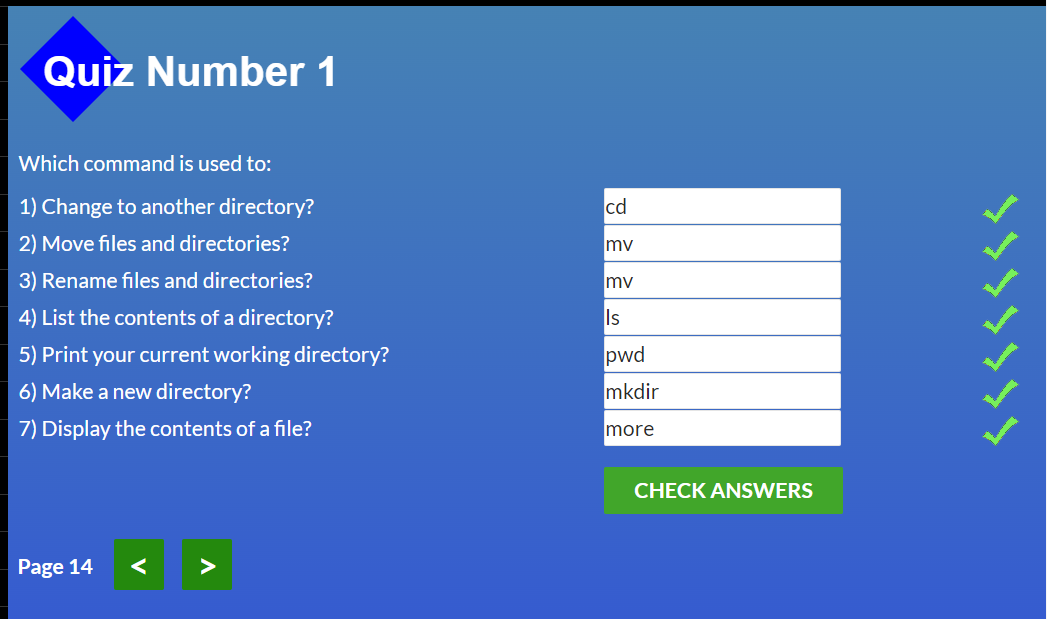 Quiz Number 1
Which command is used to:
1) Change to another directory? cd
2) Move files and directories? mv
3) Rename files and directories? mv
4) List the contents of a directory? ls
5) Print your current working directory? pwd
6) Make a new directory? mkdir
7) Display the contents of a file? more
CHECK ANSWERS
Page 14 < >